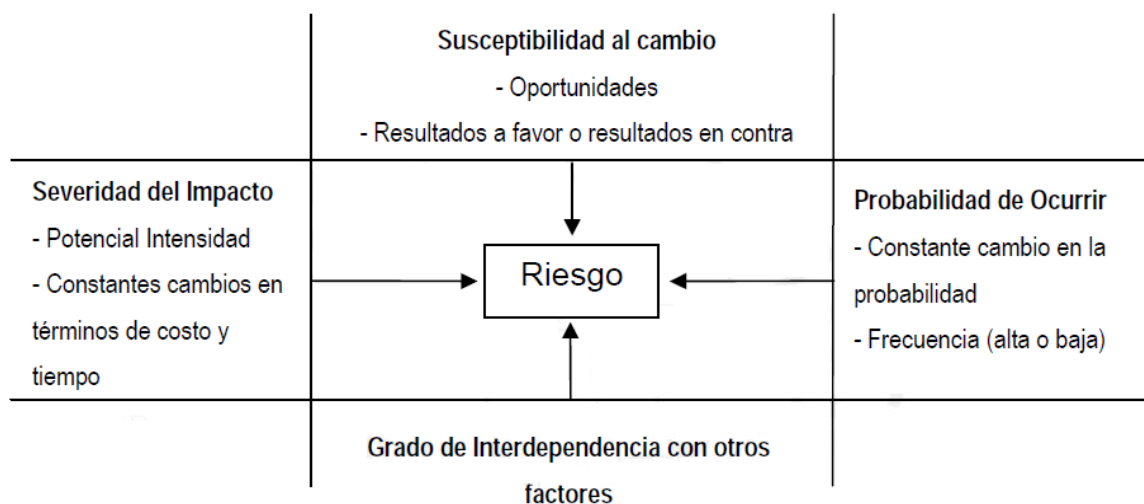 Susceptibilidad al cambio
- Oportunidades
- Resultados a favor o resultados en contra
Severidad del Impacto
- Potencial Intensidad
- Constantes cambios en
términos de costo y
tiempo
Riesgo
Probabilidad de Ocurrir
- Constante cambio en la
probabilidad
- Frecuencia (alta o baja)
Grado de Interdependencia con otros
factores